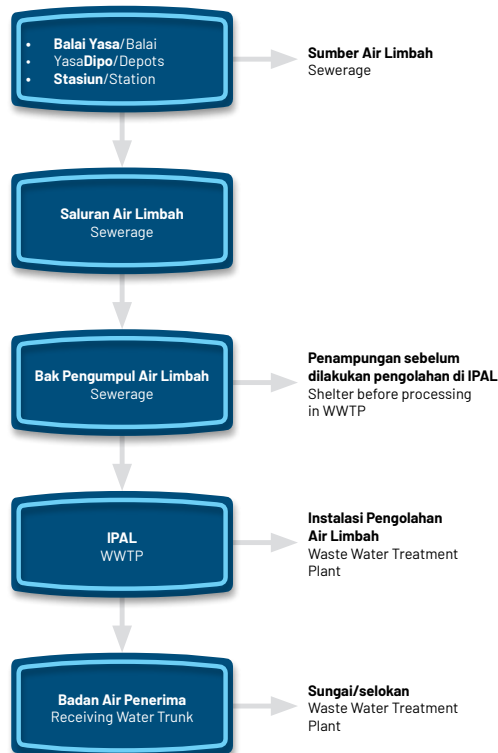 • Balai Yasa/Balai
• YasaDipo/Depots
• Stasiun/Station
Sumber Air Limbah
Sewerage
Saluran Air Limbah
Sewerage
Bak Pengumpul Air Limbah
Sewerage
Penampungan sebelum
dilakukan pengolahan di IPAL
Shelter before processing
in WWTP
IPAL
WWTP
Instalasi Pengolahan
Air Limbah
Waste Water Treatment
Plant
Badan Air Penerima
Receiving Water Trunk
Sungai/selokan
Waste Water Treatment
Plant